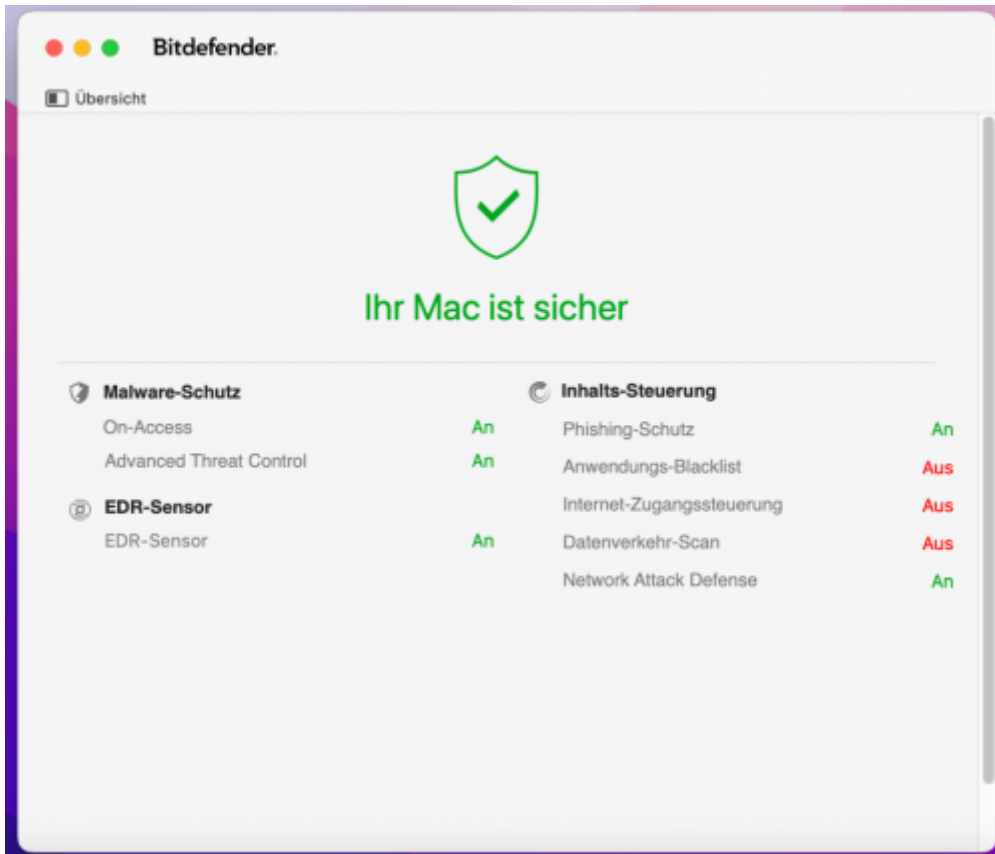 Bitdefender.
Übersicht
Ihr Mac ist sicher
Malware-Schutz
On-Access An
Advanced Threat Control An
EDR-Sensor
EDR-Sensor An
Inhalts-Steuerung
Phishing-Schutz An
Anwendungs-Blacklist Aus
Internet-Zugangssteuerung Aus
Datenverkehr-Scan Aus
Network Attack Defense An